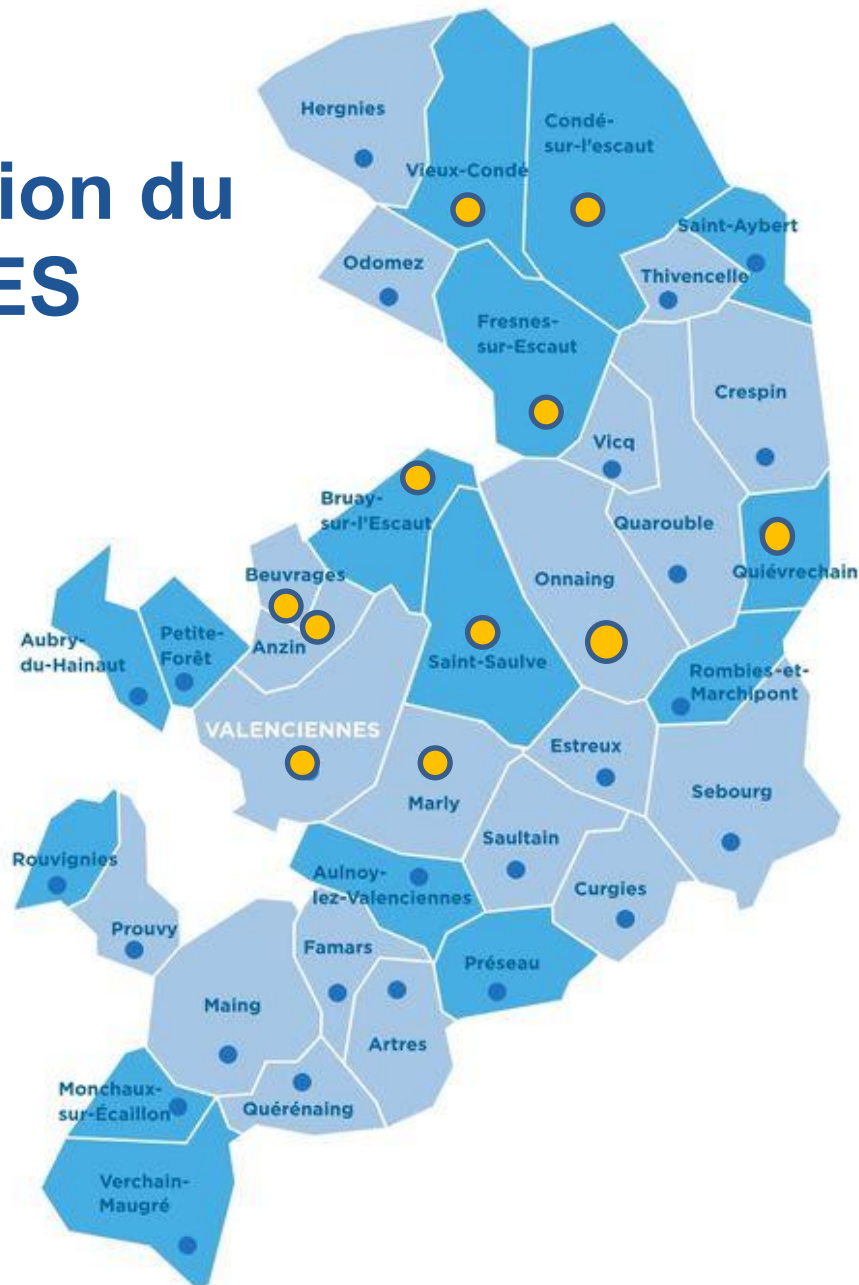 ion du
ES
Hergnies
Condé-
sur-l'escaut
Vieux-Condé
Saint-Aybert
Odomez
Thivencelle
Fresnes-
sur-Escaut
Crespin
Vicq
Bruay-
sur-l'Escaut
Quarouble
Onnaing
Quiévrechain
Beuvrages
Anzin
Aubry-
du-Hainaut
Petite-
Forêt
Saint-Saulve
Rombies-et-
Marchipont
VALENCIENNES
Estreux
Marly
Sebourg
Saultain
Rouvignies
Aulnoy-
lez-Valenciennes
Curgies
Prouvy
Famars
Préseau
Maing
Artres
Monchaux-
sur-Écaillon
Quérénaing
Verchain-
Maugré